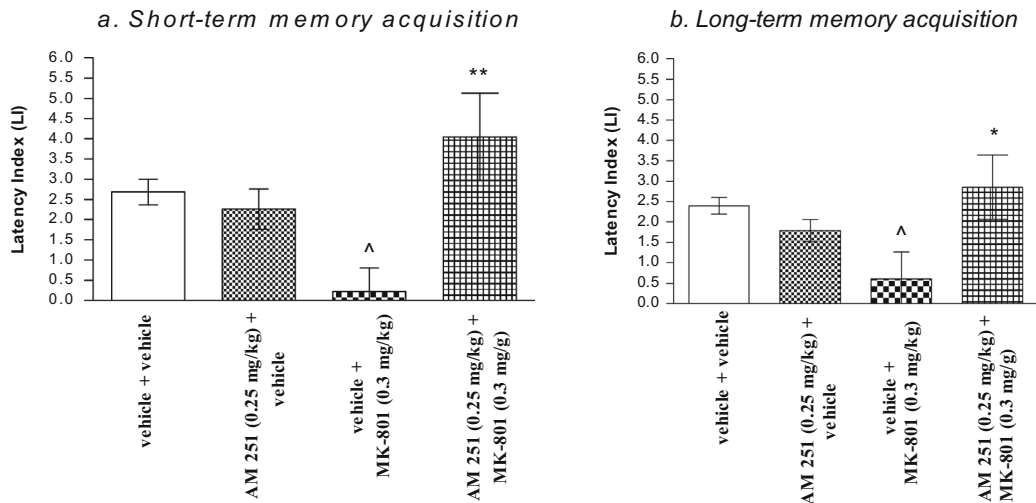 a. Short-term memory acquisition
Latency Index (LI)
6.0
5.5
5.0
4.5
4.0
3.5
3.0
2.5
2.0
1.5
1.0
0.5
0.0
^
**
vehicle + vehicle
AM 251 (0.25 mg/kg) +
vehicle
vehicle +
MK-801 (0.3 mg/kg)
AM 251 (0.25 mg/kg) +
MK-801 (0.3 mg/g)
b. Long-term memory acquisition
Latency Index (LI)
6.0
5.5
5.0
4.5
4.0
3.5
3.0
2.5
2.0
1.5
1.0
0.5
0.0
^
*
vehicle + vehicle
AM 251 (0.25 mg/kg) +
vehicle
vehicle +
MK-801 (0.3 mg/kg)
AM 251 (0.25 mg/kg) +
MK-801 (0.3 mg/g)